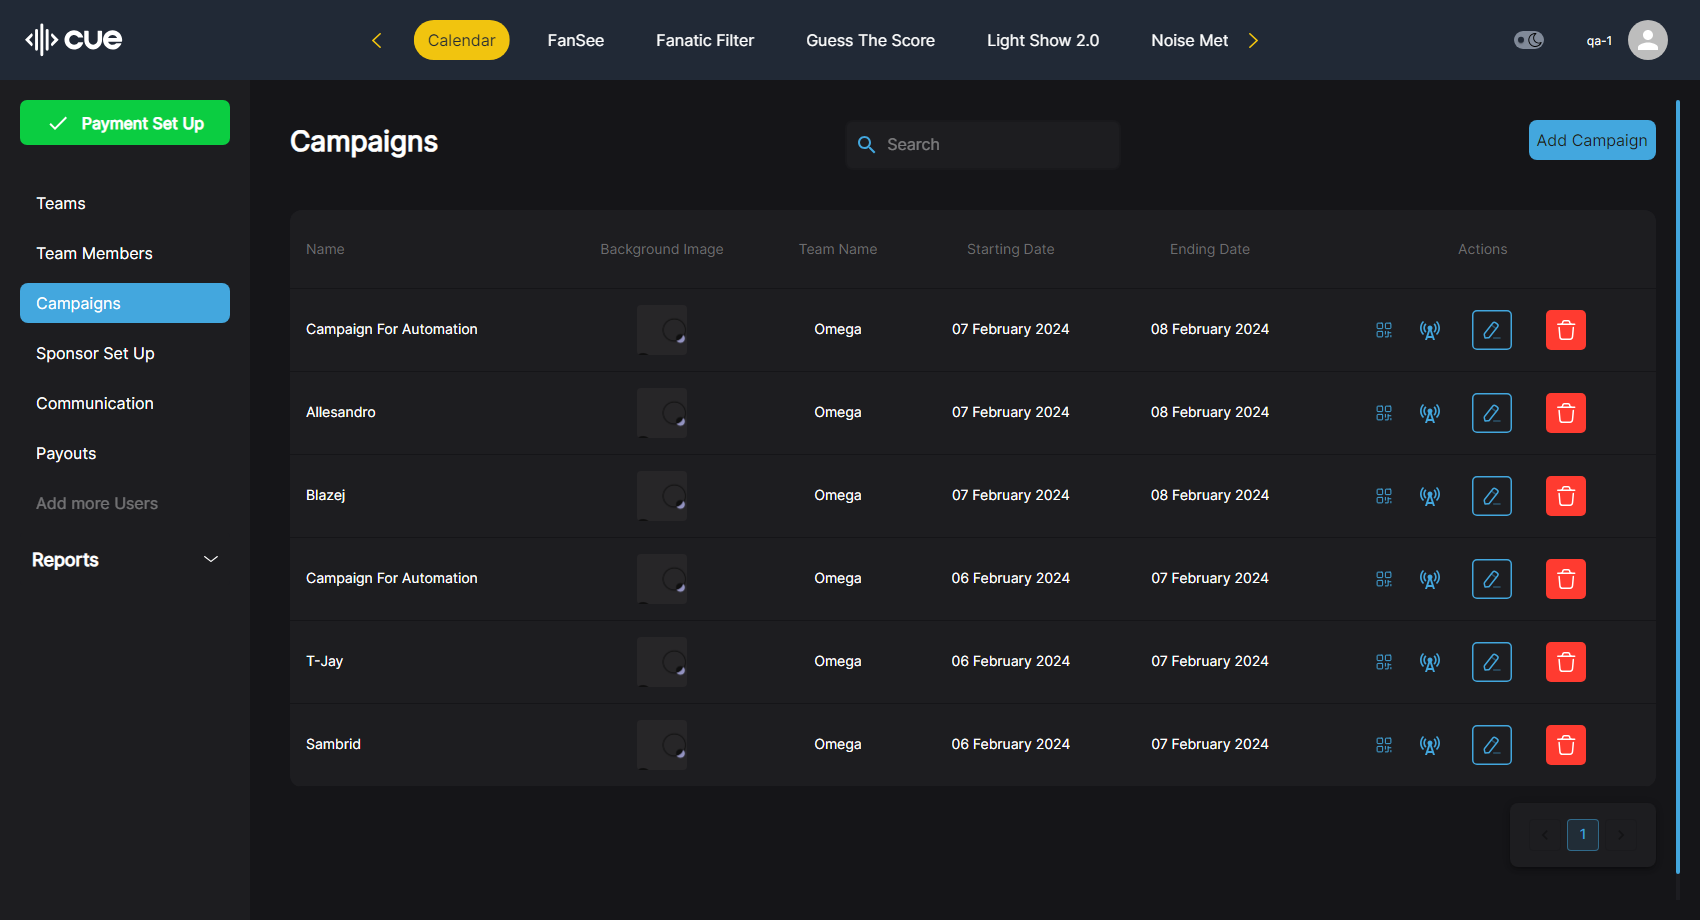 cue
Calendar FanSee Fanatic Filter Guess The Score Light Show 2.0 Noise Met
qa-1
Payment Set Up
Teams
Team Members
Campaigns
Sponsor Set Up
Communication
Payouts
Add more Users
Reports
Campaigns
Search
Add Campaign
Name Background Image Team Name Starting Date Ending Date Actions
Campaign For Automation Omega 07 February 2024 08 February 2024
Allesandro Omega 07 February 2024 08 February 2024
Blazej Omega 07 February 2024 08 February 2024
Campaign For Automation Omega 06 February 2024 07 February 2024
T-Jay Omega 06 February 2024 07 February 2024
Sambrid Omega 06 February 2024 07 February 2024
1